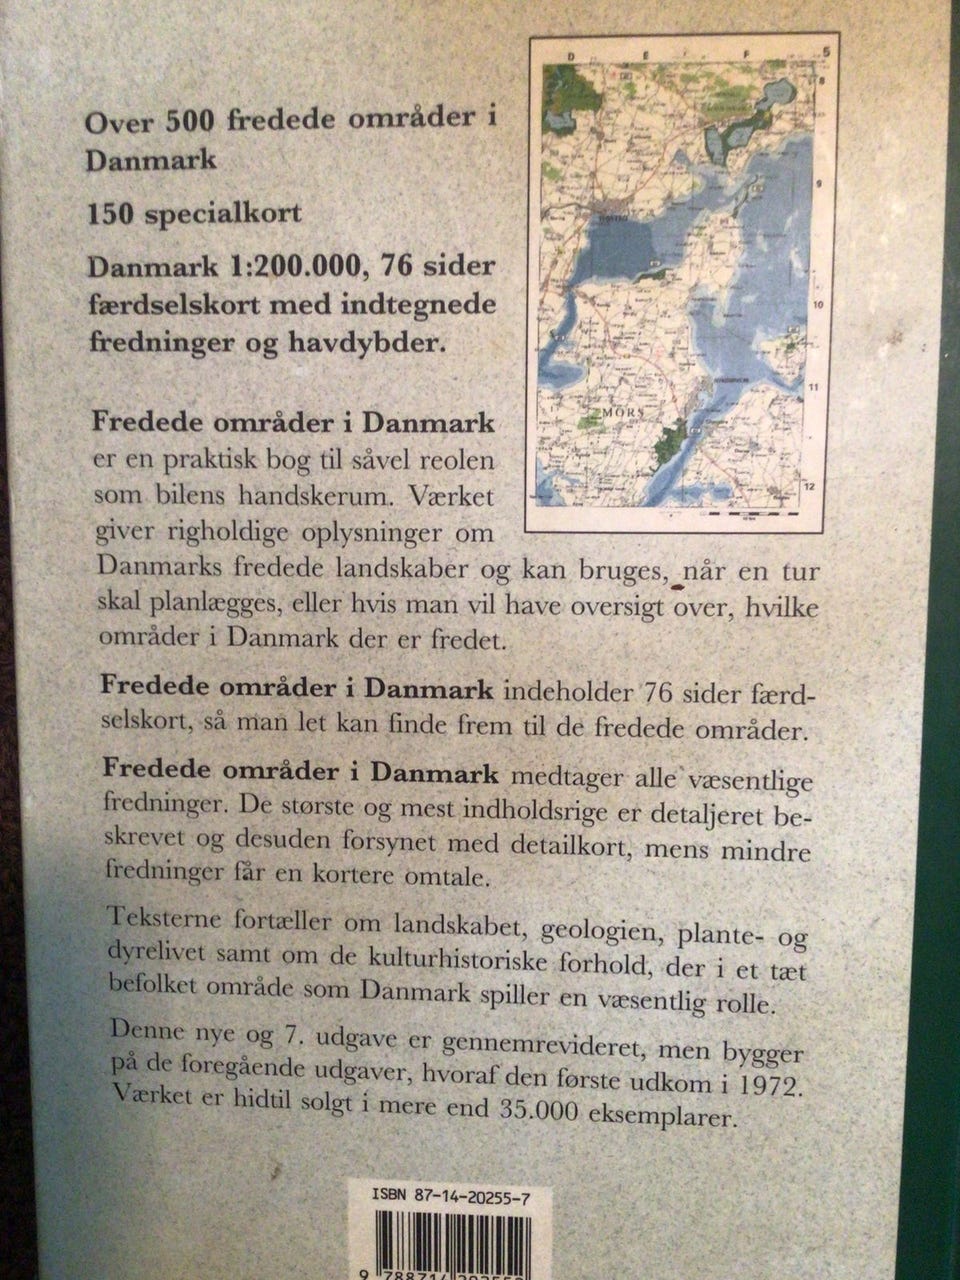 Over 500 fredede områder i
Danmark
150 specialkort
Danmark 1:200.000, 76 sider
færdselskort med indtegnede
fredninger og havdybder.
D E F 5
8
9
10
11
12
MORS
Fredede områder i Danmark
er en praktisk bog til såvel reolen
som bilens handskerum. Værket
giver righoldige oplysninger om
Danmarks fredede landskaber og kan bruges, når en tur
skal planlægges, eller hvis man vil have oversigt over, hvilke
områder i Danmark der er fredet.
Fredede områder i Danmark indeholder 76 sider færd-
selskort, så man let kan finde frem til de fredede områder.
Fredede områder i Danmark medtager alle væsentlige
fredninger. De største og mest indholdsrige er detaljeret be-
skrevet og desuden forsynet med detailkort, mens mindre
fredninger får en kortere omtale.
Teksterne fortæller om landskabet, geologien, plante- og
dyrelivet samt om de kulturhistoriske forhold, der i et tæt
befolket område som Danmark spiller en væsentlig rolle.
Denne nye og 7. udgave er gennemrevideret, men bygger
på de foregående udgaver, hvoraf den første udkom i 1972.
Værket er hidtil solgt i mere end 35.000 eksemplarer.
ISBN 87-14-20255-7